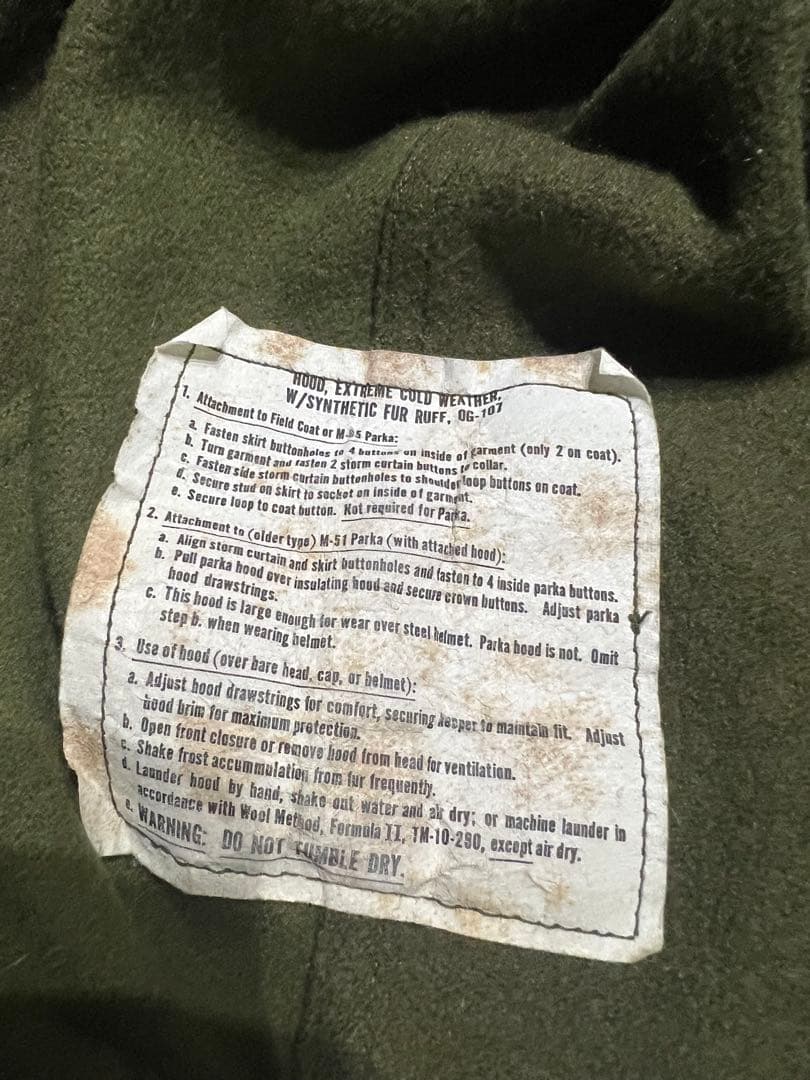 HOOD, EXTREME COLD WEATHER,
W/SYNTHETIC FUR RUFF, OG-107
1. Attachment to Field Coat or Parka:
a. Fasten skirt buttonholes to 4 buttons on inside of garment (only 2 on coat).
b. Turn garment and fasten 2 storm curtain buttons to collar.
c. Fasten side storm curtain buttonholes to shoulder loop buttons on coat.
d. Secure stud on skirt to socket on inside of garment.
e. Secure loop to coat button. Not required for Parka.
2. Attachment to (older type) M-51 Parka (with attached hood):
a. Align storm curtain and skirt buttonholes and fasten to 4 inside parka buttons.
b. Pull parka hood over insulating hood and secure crown buttons. Adjust parka
hood drawstrings.
c. This hood is large enough for wear over steel helmet. Parka hood is not. Omit
step b. when wearing helmet.
3. Use of hood (over bare head, cap, or helmet):
a. Adjust hood drawstrings for comfort, securing keeper to maintain fit. Adjust
hood brim for maximum protection.
b. Open front closure or remove hood from head for ventilation.
c. Shake frost accummulation from fur frequently.
d. Launder hood by hand, shake out water and air dry; or machine launder in
accordance with Wool Method, Formula II, TM-10-280, except air dry.
e. WARNING: DO NOT TUMBLE DRY.